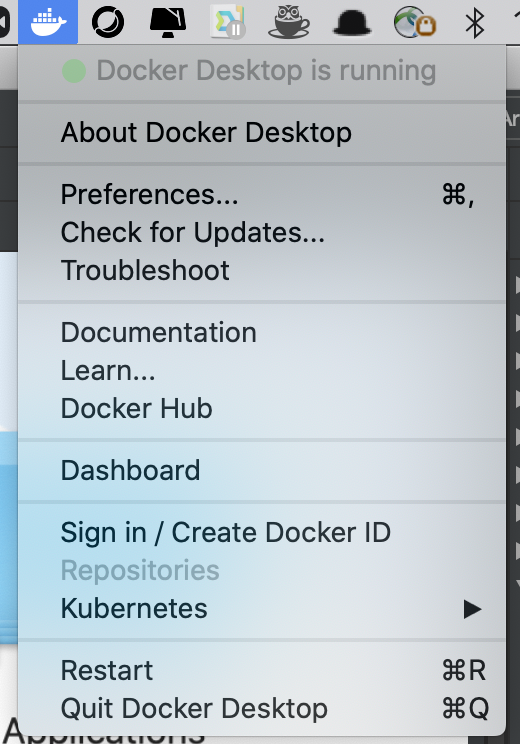 Docker Desktop is running
About Docker Desktop
Preferences... ⌘,
Check for Updates...
Troubleshoot
Documentation
Learn...
Docker Hub
Dashboard
Sign in / Create Docker ID
Repositories
Kubernetes ▶
Restart ⌘R
Quit Docker Desktop ⌘Q
Applications